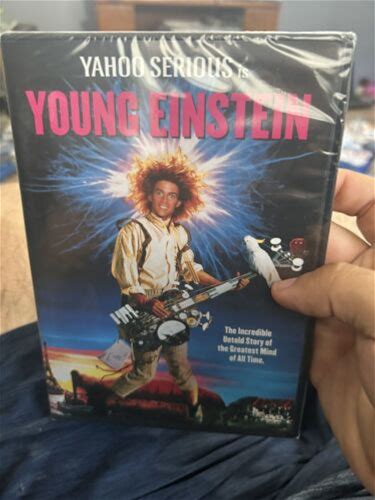 YAHOO SERIOUS is
YOUNG EINSTEIN
The Incredible
Untold Story of
the Greatest Mind
of All Time.